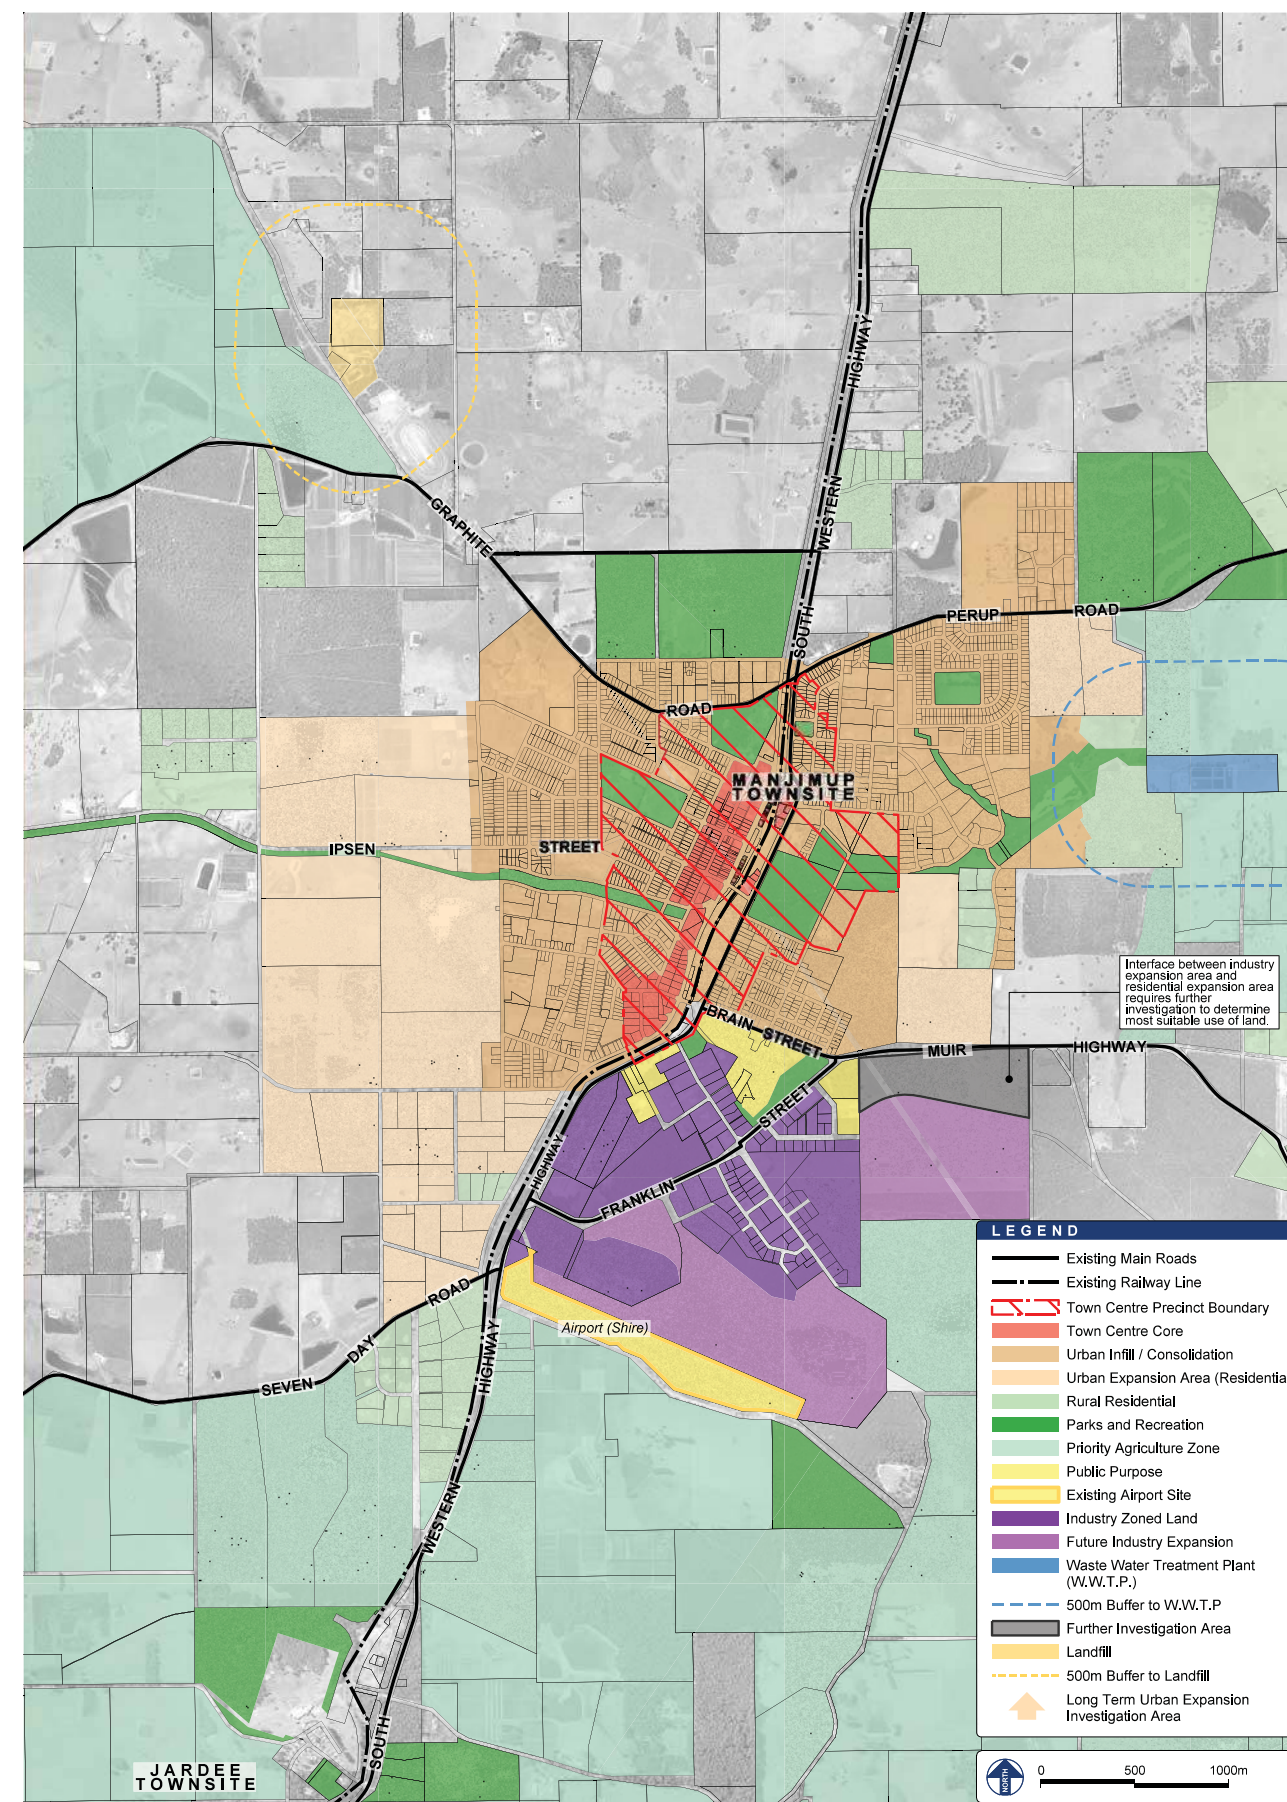 HIGHWAY
WESTERN
SOUTH
GRAPHITE
ROAD
PERUP
ROAD
MANJIMUP
TOWNSITE
IPSEN
STREET
Interface between industry
expansion area and
residential expansion area
requires further
investigation to determine
most suitable use of land.
BRAIN STREET
MUIR
HIGHWAY
STREET
FRANKLIN
HIGHWAY
ROAD
DAY
SEVEN
Airport (Shire)
HIGHWAY
WESTERN
SOUTH
JARDEE
TOWNSITE
LEGEND
Existing Main Roads
Existing Railway Line
Town Centre Precinct Boundary
Town Centre Core
Urban Infill / Consolidation
Urban Expansion Area (Residentia
Rural Residential
Parks and Recreation
Priority Agriculture Zone
Public Purpose
Existing Airport Site
Industry Zoned Land
Future Industry Expansion
Waste Water Treatment Plant
(W.W.T.P.)
500m Buffer to W.W.T.P
Further Investigation Area
Landfill
500m Buffer to Landfill
Long Term Urban Expansion
Investigation Area
NORTH
0 500 1000m